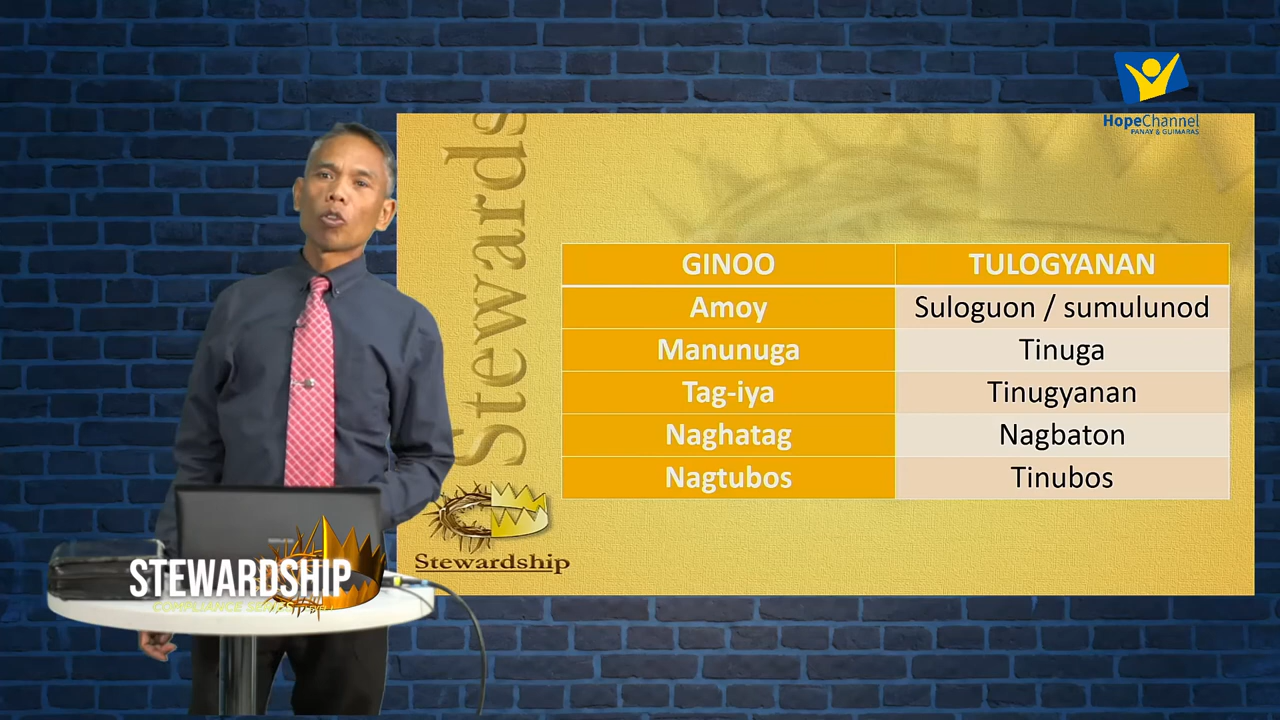 HopeChannel
PANAY & GUIMARAS
Stewards
GINOO TULOGYANAN
Amoy Suloguon / sumulunod
Manunuga Tinuga
Tag-iya Tinugyanan
Naghatag Nagbaton
Nagtubos Tinubos
Stewardship
STEWARDSHIP
COMPLIANCE